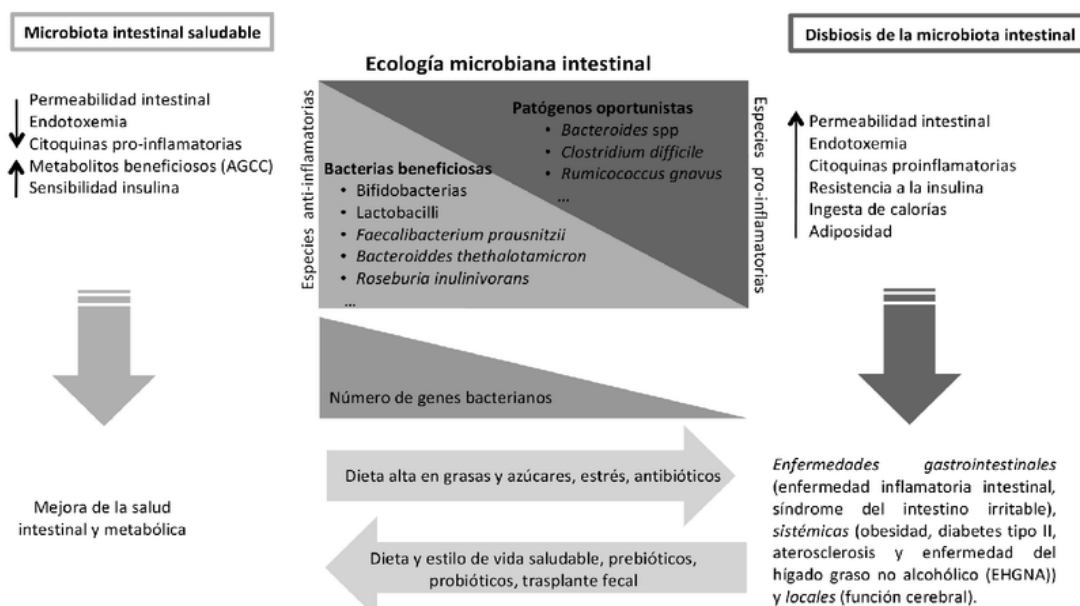 Microbiota intestinal saludable
Permeabilidad intestinal
Endotoxemia
Citoquinas pro-inflamatorias
Metabolitos beneficiosos (AGCC)
Sensibilidad insulina
Mejora de la salud
intestinal y metabólica
Ecología microbiana intestinal
Especies anti-inflamatorias
Patógenos oportunistas
• Bacteroides spp
• Clostridium difficile
• Rumicococcus gnavus
...
Bacterias beneficiosas
• Bifidobacterias
• Lactobacilli
• Faecalibacterium prausnitzii
• Bacteroiddes thethalotamicron
• Roseburia inulinivorans
...
Especies pro-inflamatorias
Número de genes bacterianos
Dieta alta en grasas y azúcares, estrés, antibióticos
Dieta y estilo de vida saludable, prebióticos,
probióticos, trasplante fecal
Disbiosis de la microbiota intestinal
Permeabilidad intestinal
Endotoxemia
Citoquinas proinflamatorias
Resistencia a la insulina
Ingesta de calorías
Adiposidad
Enfermedades gastrointestinales
(enfermedad inflamatoria intestinal,
síndrome del intestino irritable),
sistémicas (obesidad, diabetes tipo II,
aterosclerosis y enfermedad del
hígado graso no alcohólico (EHGNA))
y locales (función cerebral).